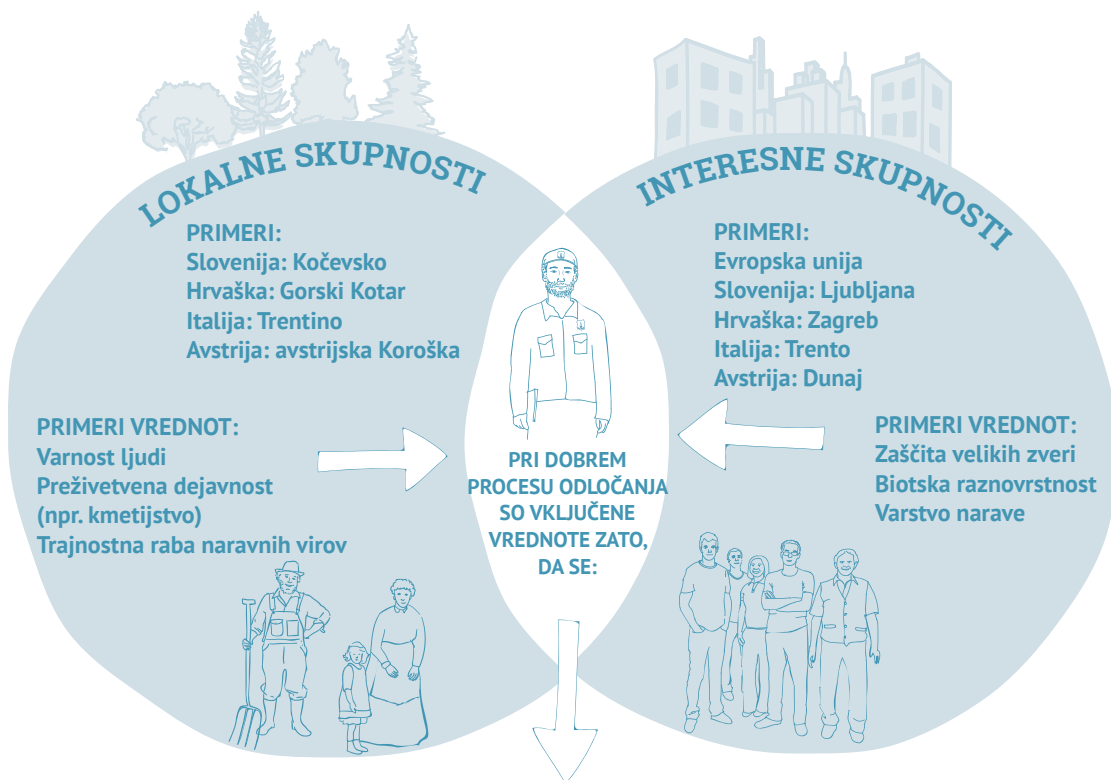 LOKALNE SKUPNOSTI
PRIMERI:
Slovenija: Kočevsko
Hrvaška: Gorski Kotar
Italija: Trentino
Avstrija: avstrijska Koroška
PRIMERI VREDNOT:
Varnost ljudi
Preživetvena dejavnost
(npr. kmetijstvo)
Trajnostna raba naravnih virov
PRI DOBREM
PROCESU ODLOČANJA
SO VKLJUČENE
VREDNOTE ZATO,
DA SE:
INTERESNE SKUPNOSTI
PRIMERI:
Evropska unija
Slovenija: Ljubljana
Hrvaška: Zagreb
Italija: Trento
Avstrija: Dunaj
PRIMERI VREDNOT:
Zaščita velikih zveri
Biotska raznovrstnost
Varstvo narave